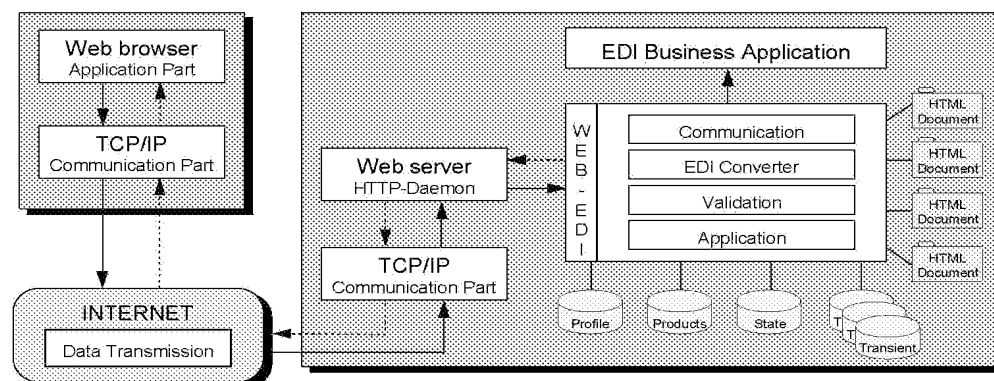 Web browser
Application Part
TCP/IP
Communication Part
INTERNET
Data Transmission
EDI Business Application
WEB-EDI
Communication
EDI Converter
Validation
Application
Web server
HTTP-Daemon
TCP/IP
Communication Part
HTML
Document
HTML
Document
HTML
Document
HTML
Document
Profile
Products
State
T
T
Transient